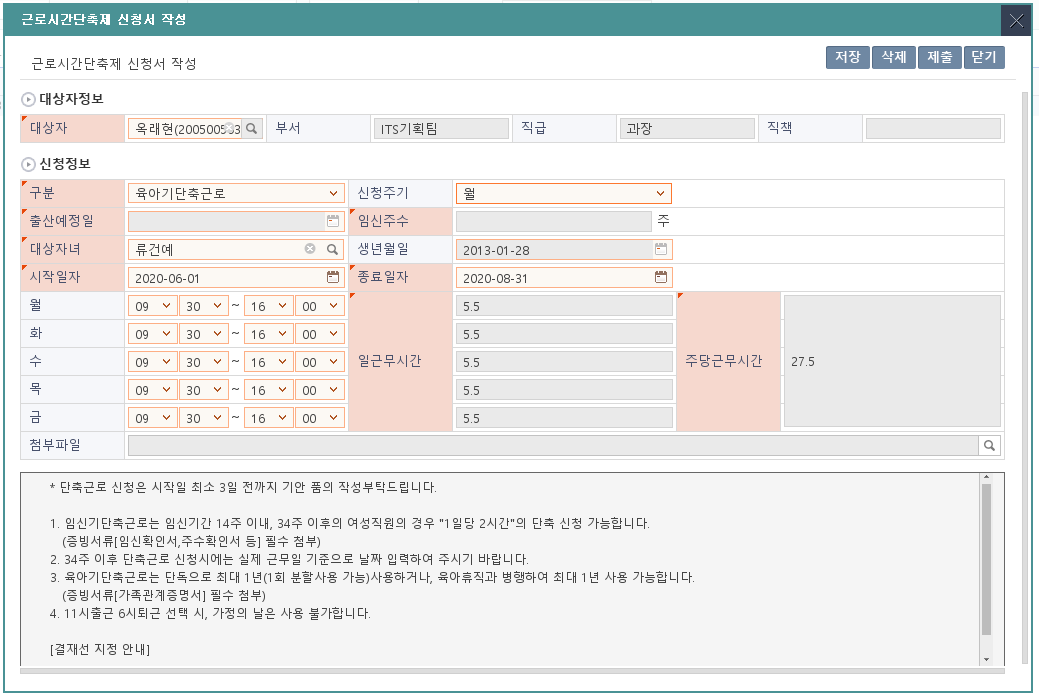 근로시간단축제 신청서 작성
근로시간단축제 신청서 작성
저장 삭제 제출 닫기
대상자정보
대상자 옥래현(200500533 부서 ITS기획팀 직급 과장 직책
신청정보
구분 육아기단축근로 신청주기 월
출산예정일 임신주수 주
대상자녀 류건예 생년월일 2013-01-28
시작일자 2020-06-01 종료일자 2020-08-31
월 09 30 ~ 16 00 5.5
화 09 30 ~ 16 00 5.5
수 09 30 ~ 16 00 일근무시간 5.5 주당근무시간 27.5
목 09 30 ~ 16 00 5.5
금 09 30 ~ 16 00 5.5
첨부파일
* 단축근로 신청은 시작일 최소 3일 전까지 기안 품의 작성부탁드립니다.
1. 임신기단축근로는 임신기간 14주 이내, 34주 이후의 여성직원의 경우 "1일당 2시간"의 단축 신청 가능합니다.
(증빙서류[임신확인서,주수확인서 등] 필수 첨부)
2. 34주 이후 단축근로 신청시에는 실제 근무일 기준으로 날짜 입력하여 주시기 바랍니다.
3. 육아기단축근로는 단독으로 최대 1년(1회 분할사용 가능)사용하거나, 육아휴직과 병행하여 최대 1년 사용 가능합니다.
(증빙서류[가족관계증명서] 필수 첨부)
4. 11시출근 6시퇴근 선택 시, 가정의 날은 사용 불가합니다.
[결재선 지정 안내]